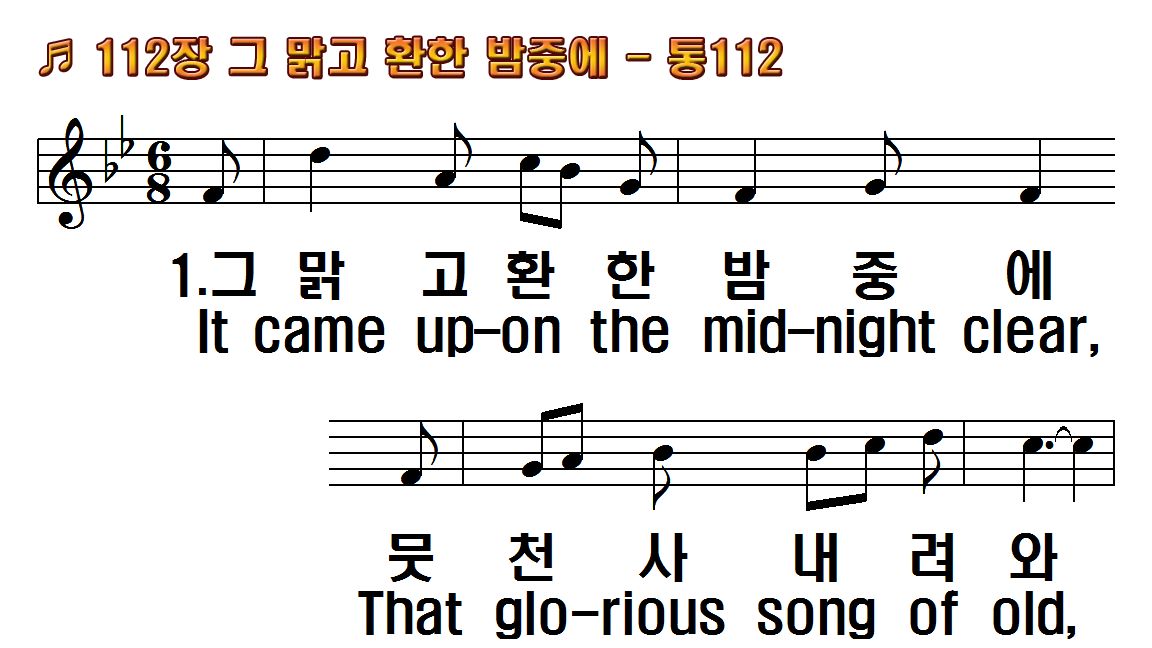 ♬ 112장 그 맑고 환한 밤중에 - 통112
6
8
1.그 맑 고 환 한 밤 중 에
It came up-on the mid-night clear,
뭇 천 사 내 려 와
That glo-rious song of old,